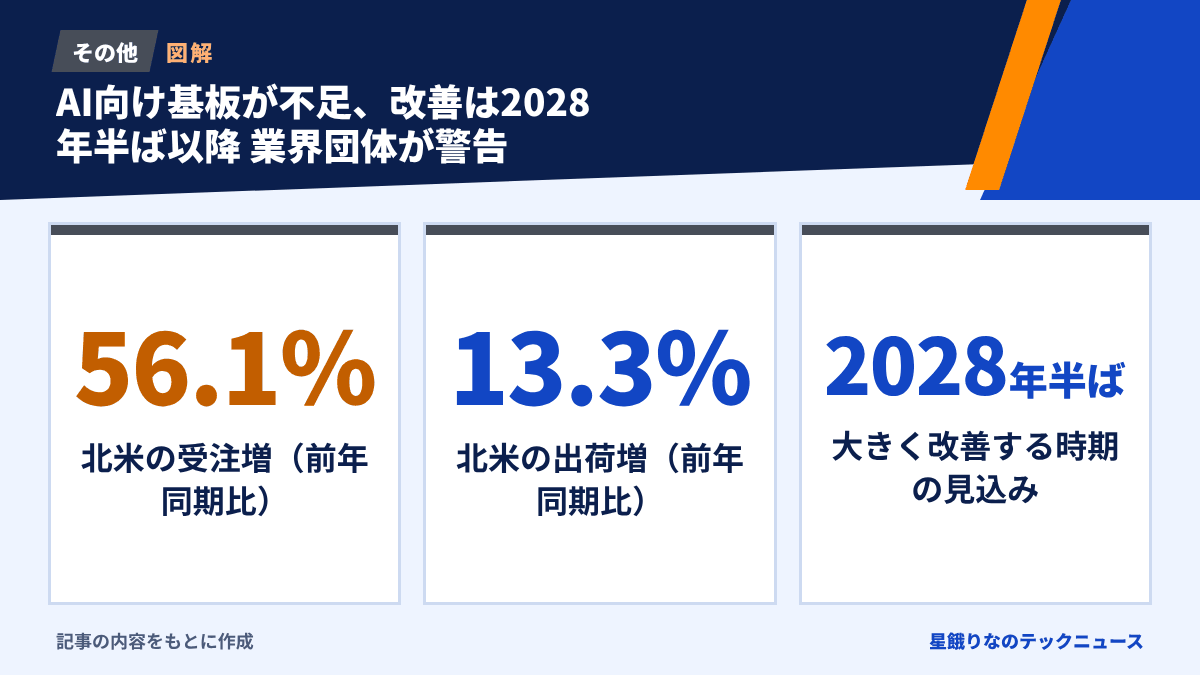 その他 図解
AI向け基板が不足、改善は2028
年半ば以降 業界団体が警告
56.1%
北米の受注増（前年
同期比）
13.3%
北米の出荷増（前年
同期比）
2028年半ば
大きく改善する時期
の見込み
記事の内容をもとに作成
星餓りなのテックニュース